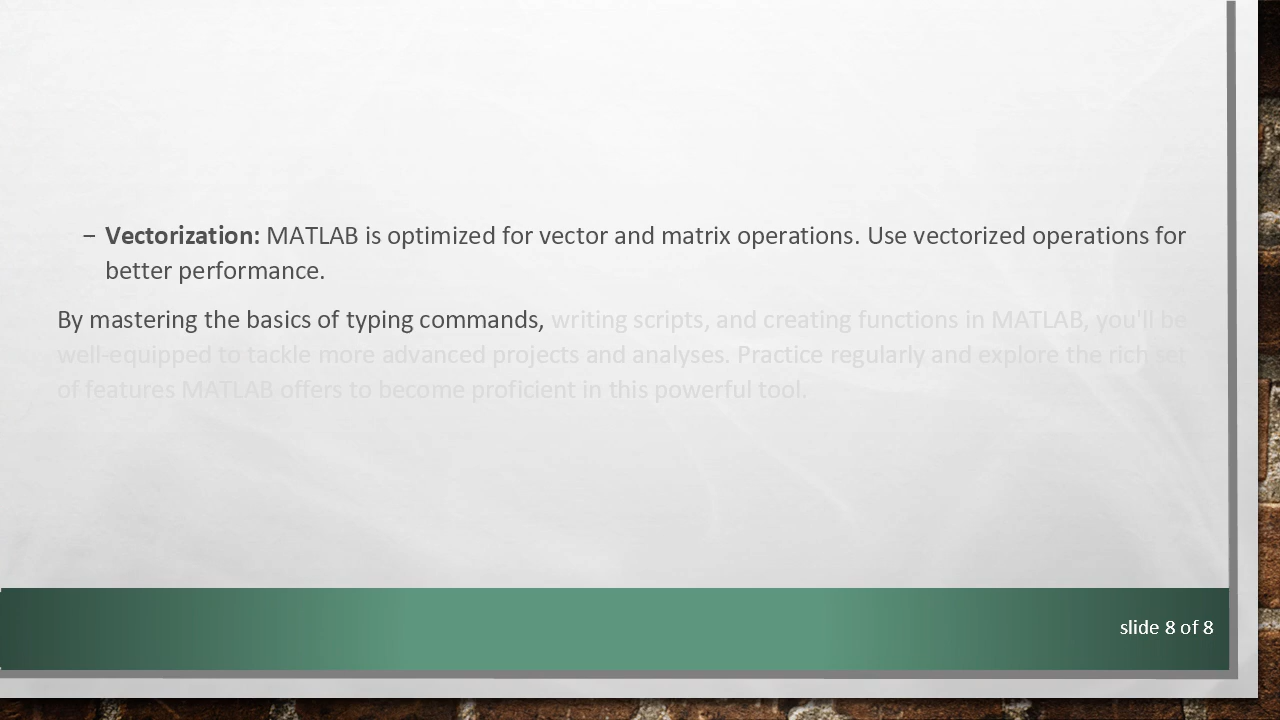 – Vectorization: MATLAB is optimized for vector and matrix operations. Use vectorized operations for
better performance.
By mastering the basics of typing commands, writing scripts, and creating functions in MATLAB, you'll be
well-equipped to tackle more advanced projects and analyses. Practice regularly and explore the rich set
of features MATLAB offers to become proficient in this powerful tool.
slide 8 of 8